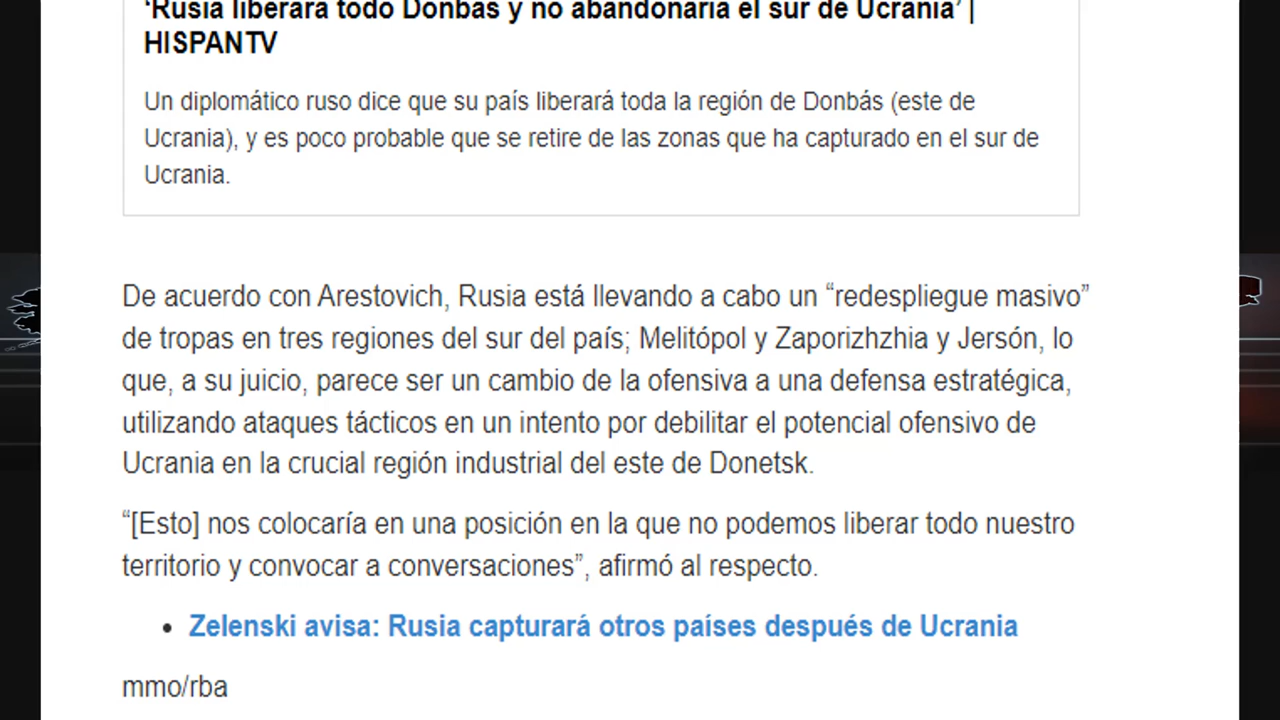 ‘Rusia liberará todo Donbás y no abandonaría el sur de Ucrania’ |
HISPANTV
Un diplomático ruso dice que su país liberará toda la región de Donbás (este de
Ucrania), y es poco probable que se retire de las zonas que ha capturado en el sur de
Ucrania.
De acuerdo con Arestovich, Rusia está llevando a cabo un “redespliegue masivo”
de tropas en tres regiones del sur del país; Melitópol y Zaporizhzhia y Jersón, lo
que, a su juicio, parece ser un cambio de la ofensiva a una defensa estratégica,
utilizando ataques tácticos en un intento por debilitar el potencial ofensivo de
Ucrania en la crucial región industrial del este de Donetsk.
“[Esto] nos colocaría en una posición en la que no podemos liberar todo nuestro
territorio y convocar a conversaciones”, afirmó al respecto.
• Zelenski avisa: Rusia capturará otros países después de Ucrania
mmo/rba